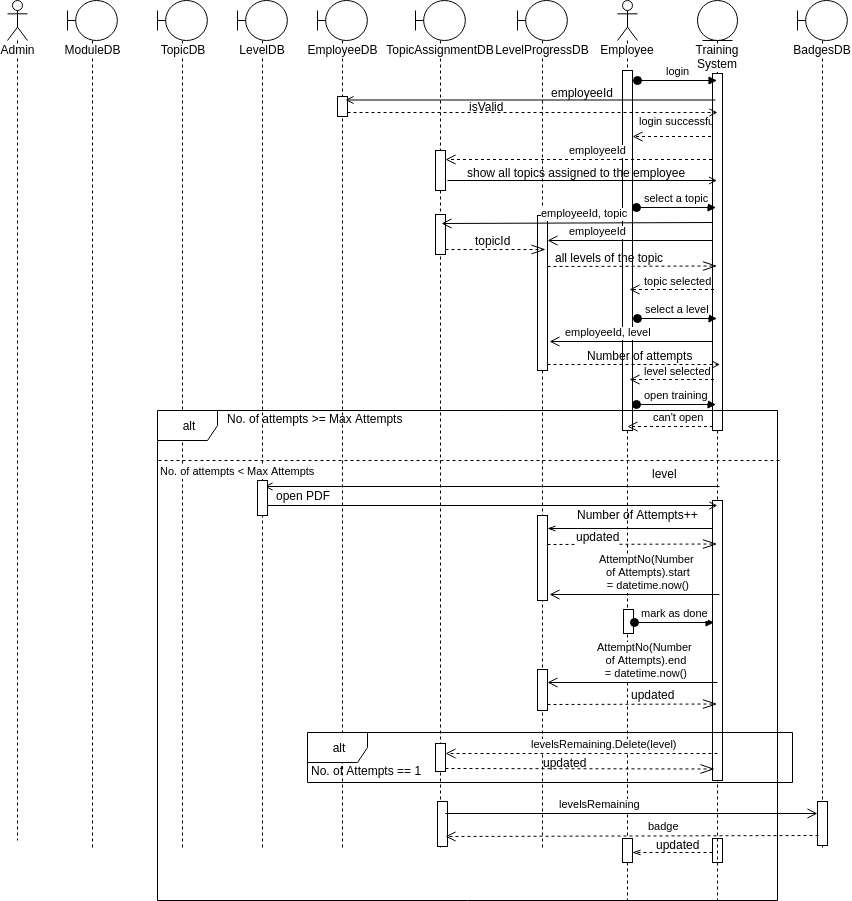 Admin
ModuleDB
TopicDB
LevelDB
EmployeeDB
TopicAssignmentDB
LevelProgressDB
Employee
Training
System
BadgesDB
login
employeeId
isValid
login successfu
employeeId
show all topics assigned to the employee
select a topic
employeeId, topic
employeeId
topicId
all levels of the topic
topic selected
select a level
employeeId, level
Number of attempts
level selected
open training
alt
No. of attempts >= Max Attempts
can't open
No. of attempts < Max Attempts
level
open PDF
Number of Attempts++
updated
AttemptNo(Number
of Attempts).start
= datetime.now()
mark as done
AttemptNo(Number
of Attempts).end
= datetime.now()
updated
alt
levelsRemaining.Delete(level)
No. of Attempts == 1
updated
levelsRemaining
badge
updated